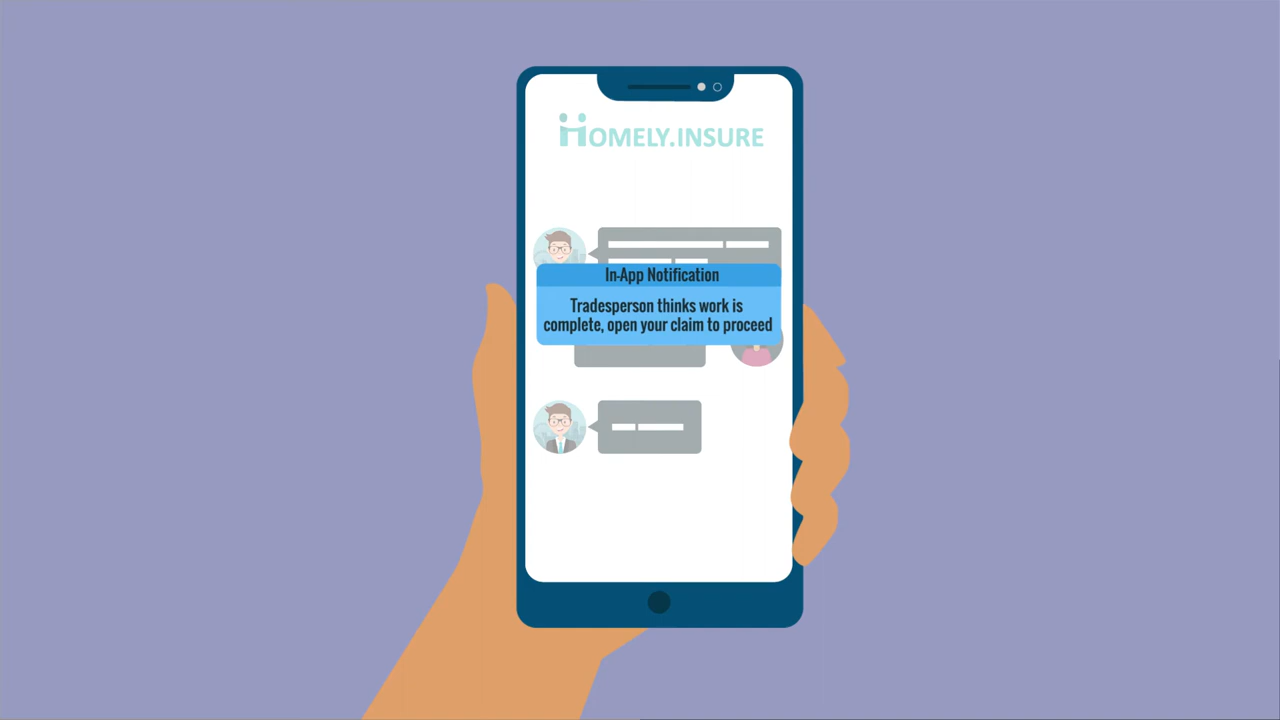 HOMELY.INSURE
In-App Notification
Tradesperson thinks work is
complete, open your claim to proceed